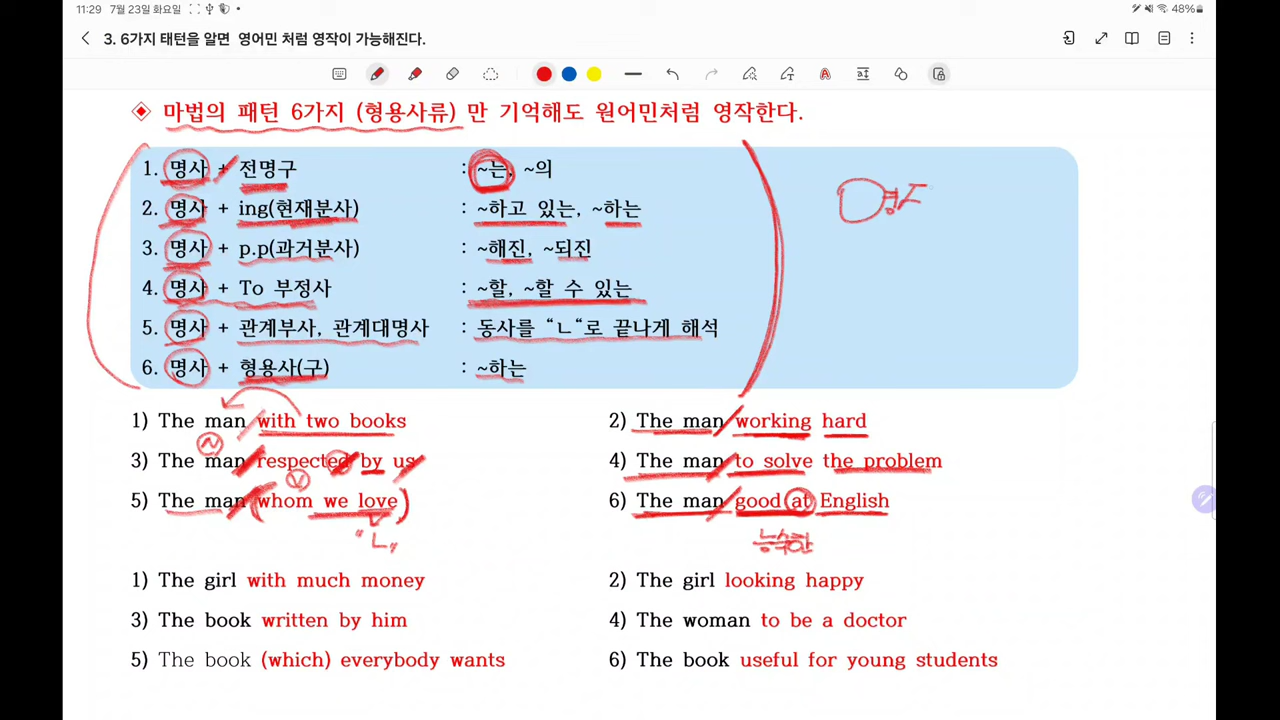 11:29 7월 23일 화요일
48%
3. 6가지 태턴을 알면 영어민 처럼 영작이 가능해진다.
◈ 마법의 패턴 6가지 (형용사류) 만 기억해도 원어민처럼 영작한다.
1. 명사 + 전명구 : ~는, ~의
2. 명사 + ing(현재분사) : ~하고 있는, ~하는
3. 명사 + p.p(과거분사) : ~해진, ~되진
4. 명사 + To 부정사 : ~할, ~할 수 있는
5. 명사 + 관계부사, 관계대명사 : 동사를 “ㄴ“로 끝나게 해석
6. 명사 + 형용사(구) : ~하는
1) The man with two books 2) The man working hard
3) The man respected by us 4) The man to solve the problem
5) The man (whom we love) 6) The man good at English
"ㄴ" 능숙한
1) The girl with much money 2) The girl looking happy
3) The book written by him 4) The woman to be a doctor
5) The book (which) everybody wants 6) The book useful for young students